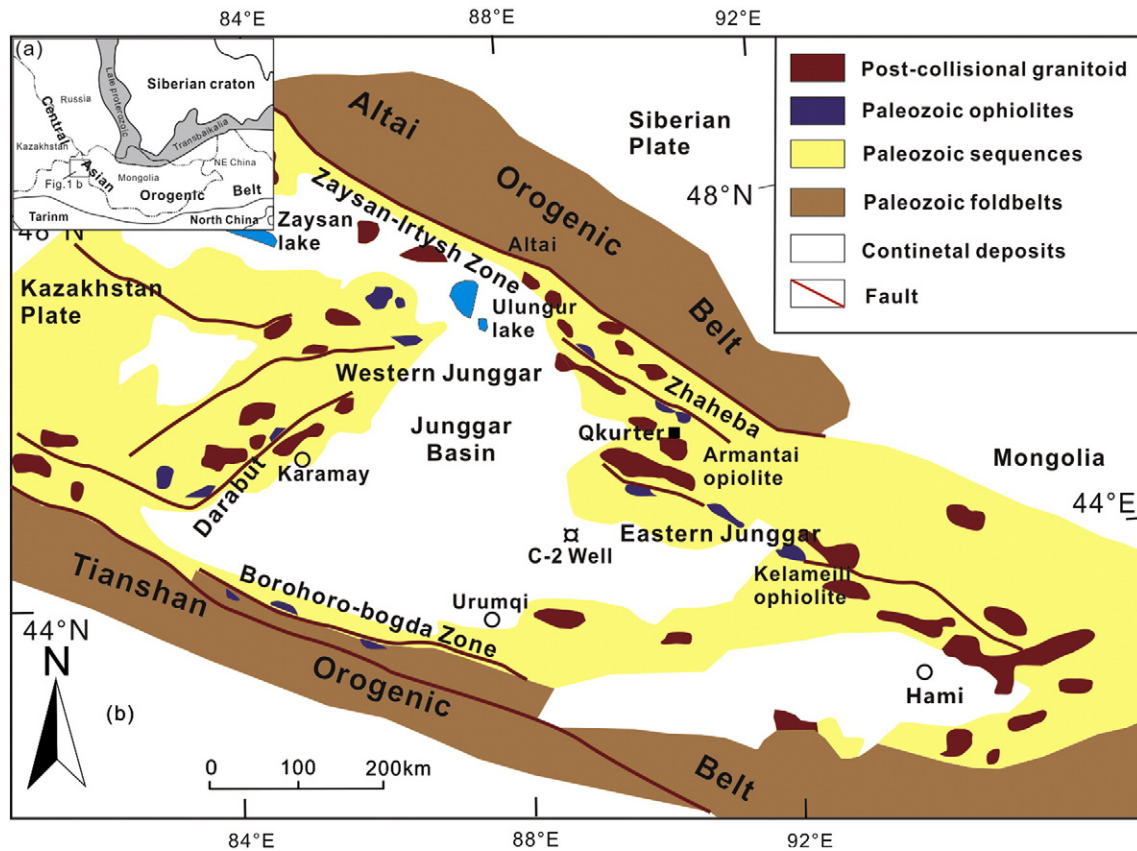 84°E
88°E
92°E
(a)
Siberian craton
Late proterozoic
Russia
Transbaikalia
Central
Asian
Orogenic
Belt
Kazakhstan
Mongolia
NE China
Fig.1 b
Tarinm
North China
Post-collisional granitoid
Paleozoic ophiolites
Paleozoic sequences
Paleozoic foldbelts
Continetal deposits
Fault
Altai
Orogenic
Belt
Siberian
Plate
48°N
48°N
Zaysan-Irtysh Zone
Zaysan
lake
Altai
Kazakhstan
Plate
Ulungur
lake
Western Junggar
Zhaheba
Junggar
Basin
Qkurter
Armantai
opiolite
Mongolia
Karamay
Darabut
44°E
Eastern Junggar
C-2 Well
Kelameili
ophiolite
Tianshan
Orogenic
Belt
Borohoro-bogda Zone
Urumqi
44°N
Hami
N
(b)
0 100 200km
84°E
88°E
92°E